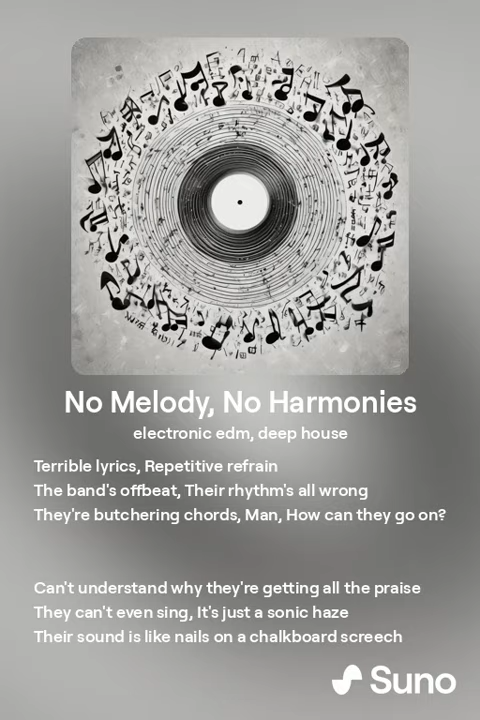 No Melody, No Harmonies
electronic edm, deep house
Terrible lyrics, Repetitive refrain
The band's offbeat, Their rhythm's all wrong
They're butchering chords, Man, How can they go on?
Can't understand why they're getting all the praise
They can't even sing, It's just a sonic haze
Their sound is like nails on a chalkboard screech
Suno